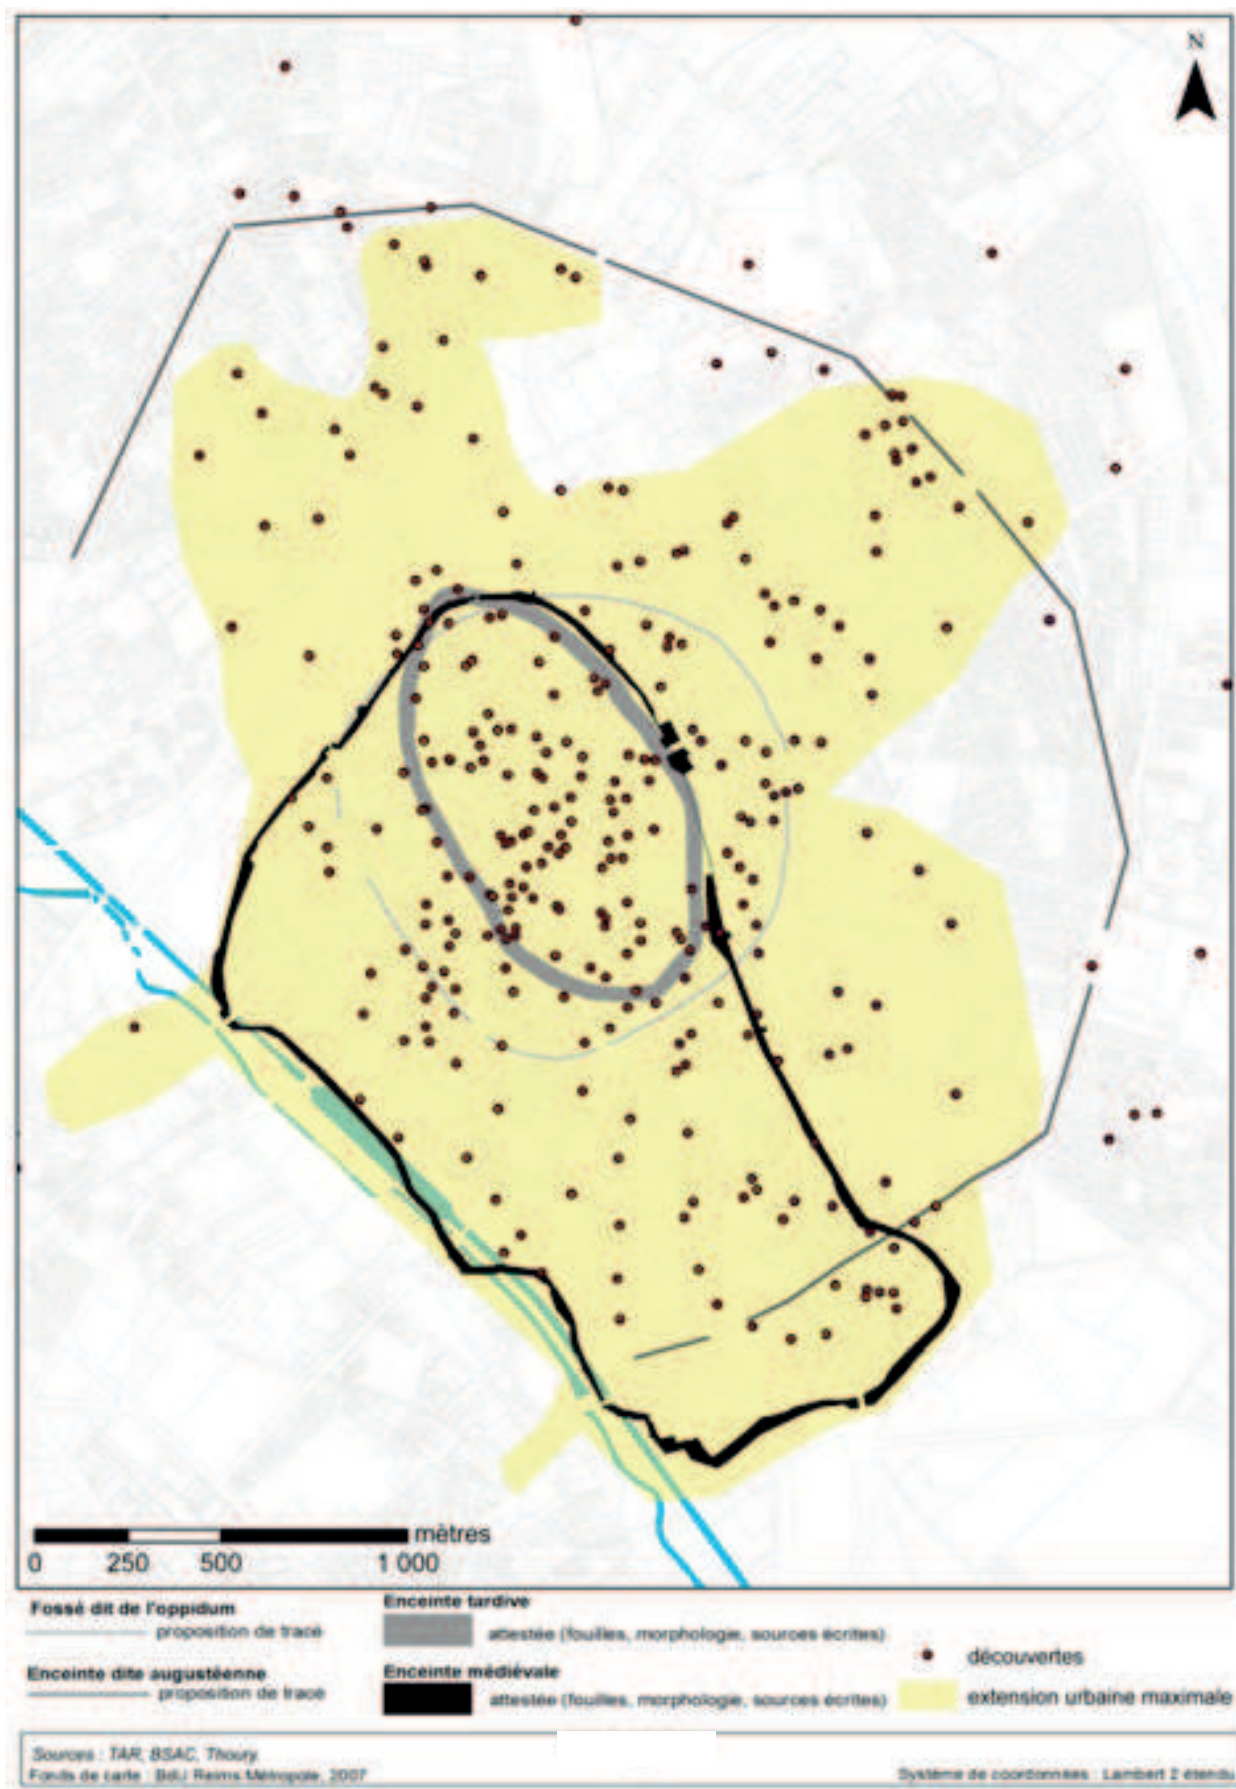 N
mètres
0 250 500 1 000
Fossé dit de l'oppidum
proposition de tracé
Enceinte dite augustéenne
proposition de tracé
Enceinte tardive
attestée (fouilles, morphologie, sources écrites)
Enceinte médiévale
attestée (fouilles, morphologie, sources écrites)
découvertes
extension urbaine maximale
Sources : TAR, BSAC, Thoury
Fonds de carte : BdU Reims Métropole, 2007
Système de coordonnées : Lambert 2 étendu